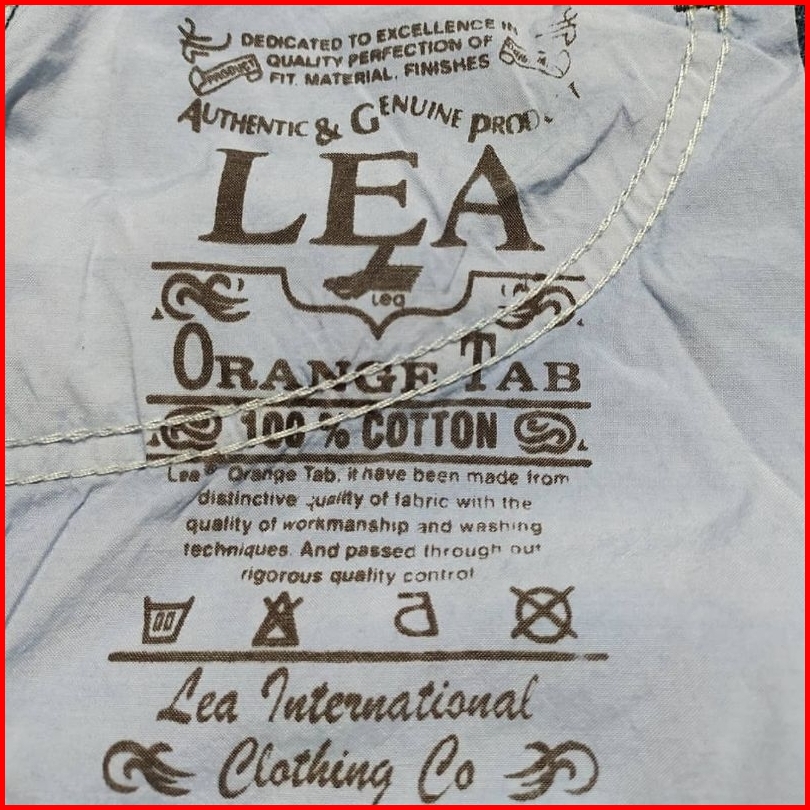 DEDICATED TO EXCELLENCE IN
QUALITY PERFECTION OF
PRODUCT FIT. MATERIAL. FINISHES
AUTHENTIC & GENUINE
LEA
Lea
ORANGE TAB
100 % COTTON
Lea® Orange Tab, it have been made from
distinctive quality of fabric with the
quality of workmanship and washing
techniques. And passed through out
rigorous quality control
Lea International
Clothing Co